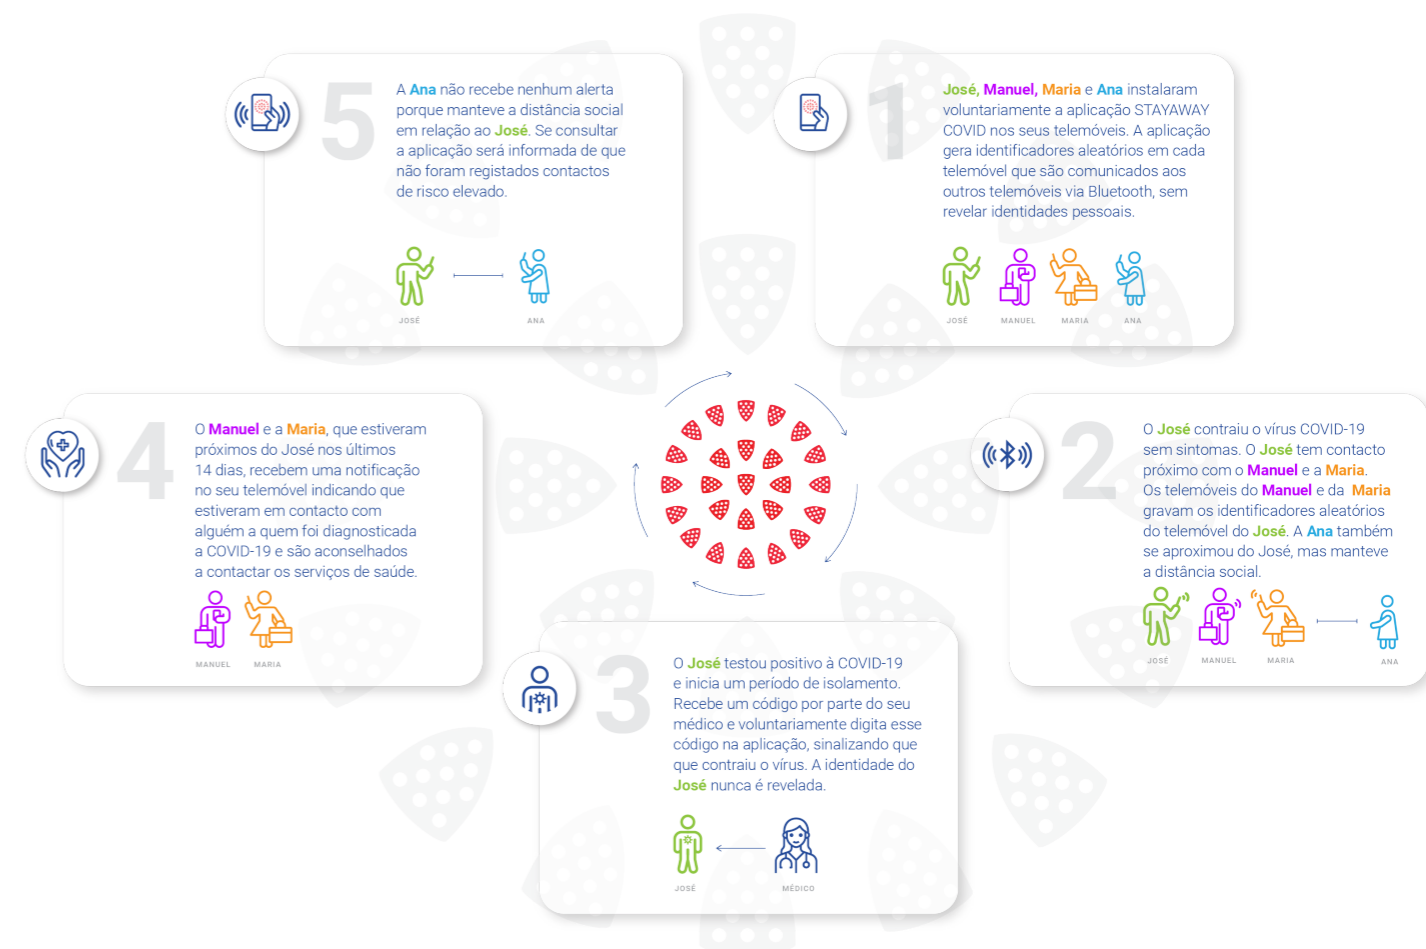 1
José, Manuel, Maria e Ana instalaram
voluntariamente a aplicação STAYAWAY
COVID nos seus telemóveis. A aplicação
gera identificadores aleatórios em cada
telemóvel que são comunicados aos
outros telemóveis via Bluetooth, sem
revelar identidades pessoais.
JOSÉ MANUEL MARIA ANA
2
O José contraiu o vírus COVID-19
sem sintomas. O José tem contacto
próximo com o Manuel e a Maria.
Os telemóveis do Manuel e da Maria
gravam os identificadores aleatórios
do telemóvel do José. A Ana também
se aproximou do José, mas manteve
a distância social.
JOSÉ MANUEL MARIA ANA
3
O José testou positivo à COVID-19
e inicia um período de isolamento.
Recebe um código por parte do seu
médico e voluntariamente digita esse
código na aplicação, sinalizando que
que contraiu o vírus. A identidade do
José nunca é revelada.
JOSÉ MÉDICO
4
O Manuel e a Maria, que estiveram
próximos do José nos últimos
14 dias, recebem uma notificação
no seu telemóvel indicando que
estiveram em contacto com
alguém a quem foi diagnosticada
a COVID-19 e são aconselhados
a contactar os serviços de saúde.
MANUEL MARIA
5
A Ana não recebe nenhum alerta
porque manteve a distância social
em relação ao José. Se consultar
a aplicação será informada de que
não foram registados contactos
de risco elevado.
JOSÉ ANA